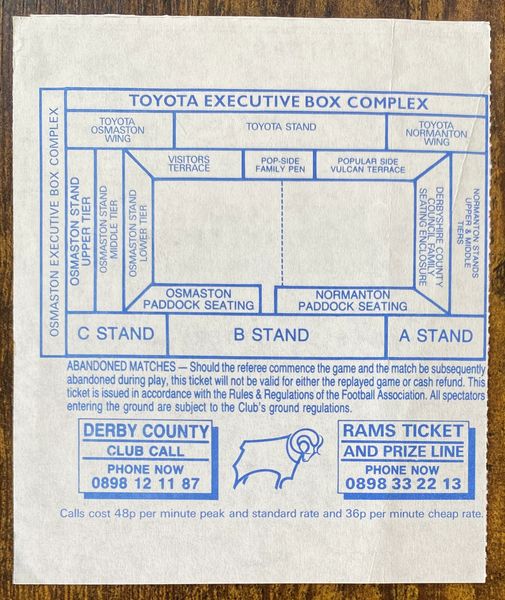 TOYOTA EXECUTIVE BOX COMPLEX
OSMASTON EXECUTIVE BOX COMPLEX
TOYOTA
OSMASTON
WING
TOYOTA STAND
TOYOTA
NORMANTON
WING
VISITORS
TERRACE
POP-SIDE
FAMILY PEN
POPULAR SIDE
VULCAN TERRACE
OSMASTON STAND
UPPER TIER
OSMASTON STAND
MIDDLE TIER
OSMASTON STAND
LOWER TIER
DERBYSHIRE COUNTY
COUNCIL FAMILY
SEATING ENCLOSURE
NORMANTON STANDS
UPPER & MIDDLE
TIERS
OSMASTON
PADDOCK SEATING
NORMANTON
PADDOCK SEATING
C STAND
B STAND
A STAND
ABANDONED MATCHES — Should the referee commence the game and the match be subsequently
abandoned during play, this ticket will not be valid for either the replayed game or cash refund. This
ticket is issued in accordance with the Rules & Regulations of the Football Association. All spectators
entering the ground are subject to the Club's ground regulations.
DERBY COUNTY
CLUB CALL
PHONE NOW
0898 12 11 87
RAMS TICKET
AND PRIZE LINE
PHONE NOW
0898 33 22 13
Calls cost 48p per minute peak and standard rate and 36p per minute cheap rate.